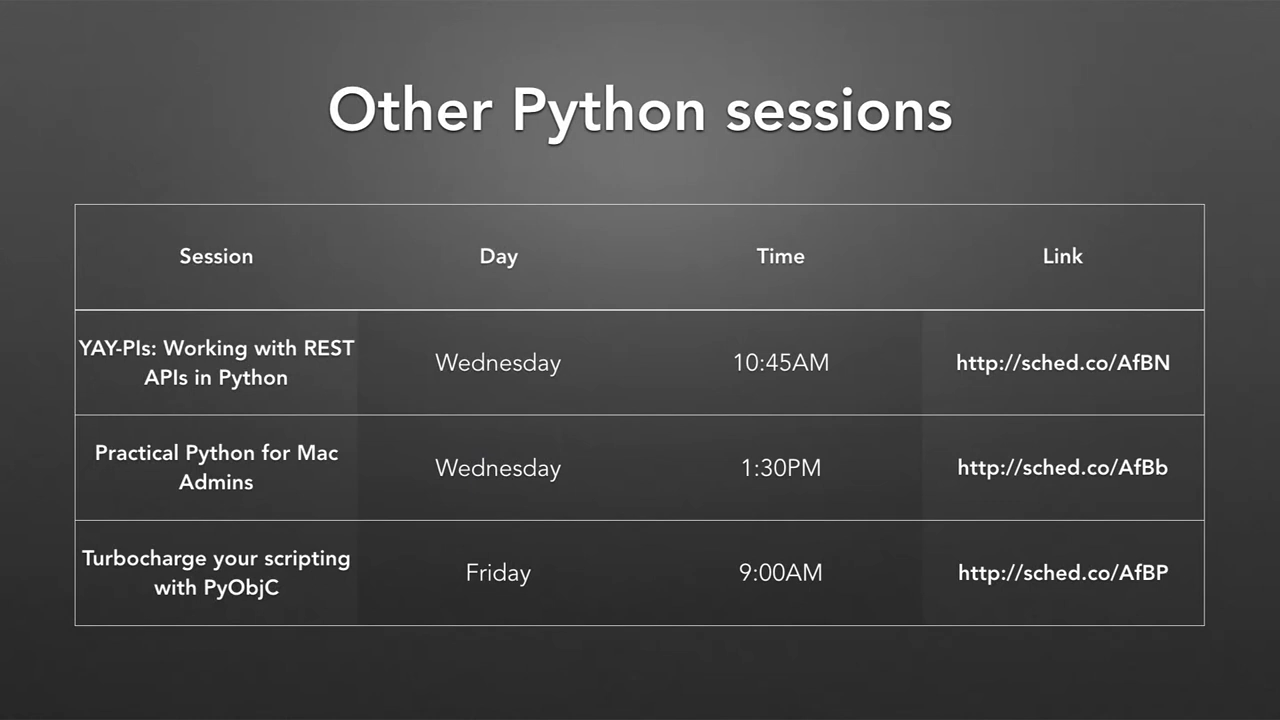 Other Python sessions
Session Day Time Link
YAY-PIs: Working with REST
APIs in Python
Wednesday 10:45AM http://sched.co/AfBN
Practical Python for Mac
Admins
Wednesday 1:30PM http://sched.co/AfBb
Turbocharge your scripting
with PyObjC
Friday 9:00AM http://sched.co/AfBP